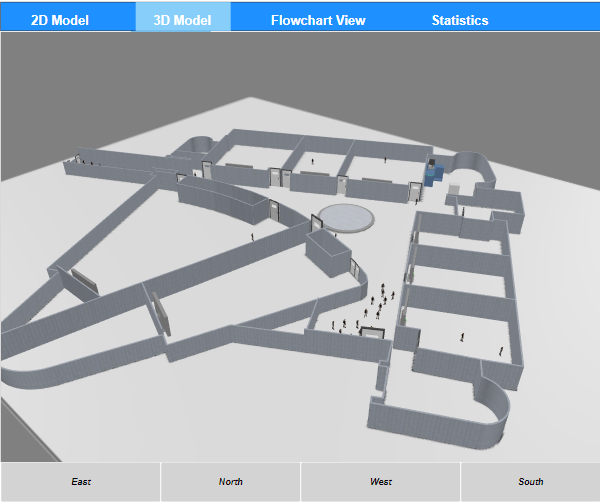 2D Model 3D Model Flowchart View Statistics
East North West South